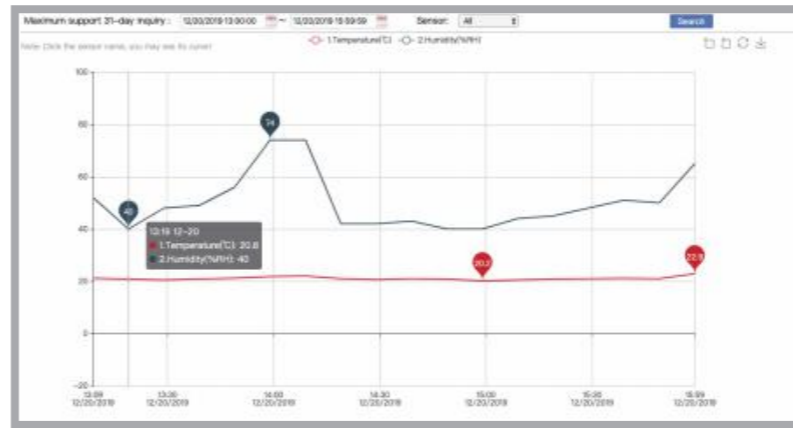 Maximum support 31-day inquiry : 12/20/2019 13:00:00 ~ 12/20/2019 15:59:59 Sensor: All Search
Note: Click the sensor name, you may see its curve!
1.Temperature(℃) 2.Humidity(%RH)
100
80
74
60
40
40
13:19 12-20
1.Temperature(℃): 20.8
2.Humidity(%RH): 40
22.9
20.2
20
0
-20
13:09 13:30 14:00 14:30 15:00 15:30 15:59
12/20/2019 12/20/2019 12/20/2019 12/20/2019 12/20/2019 12/20/2019 12/20/2019